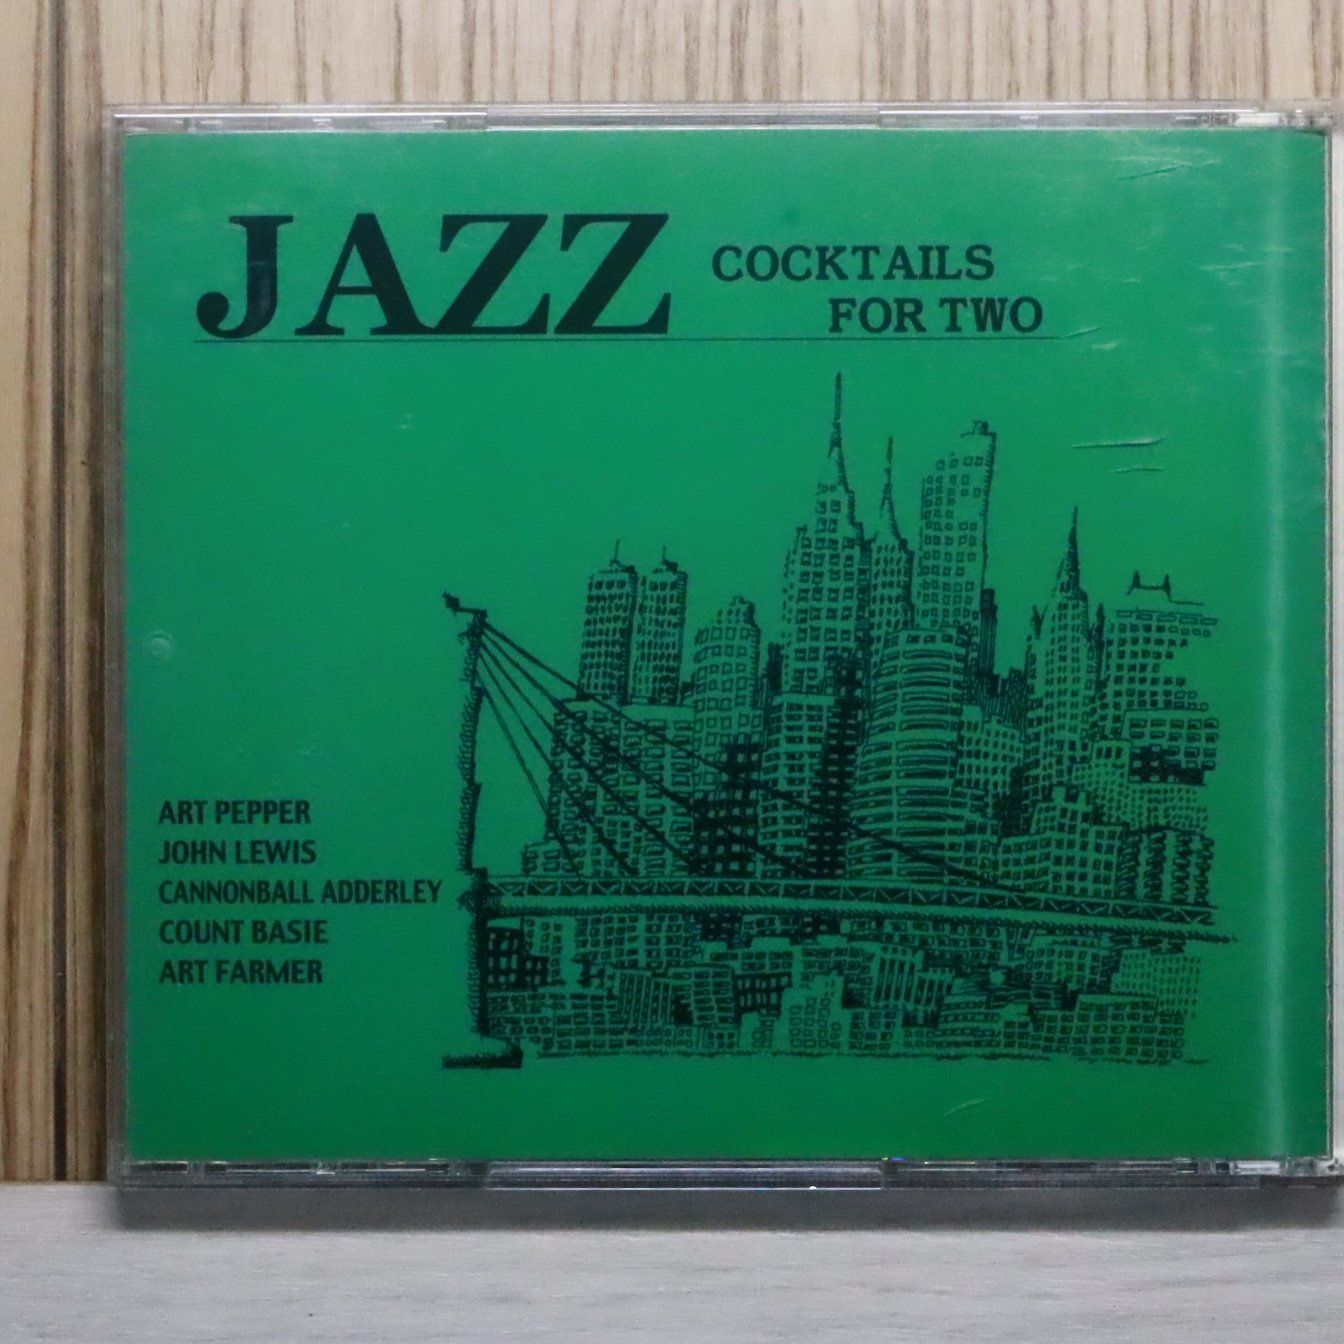 JAZZ
COCKTAILS
FOR TWO
ART PEPPER
JOHN LEWIS
CANNONBALL ADDERLEY
COUNT BASIE
ART FARMER